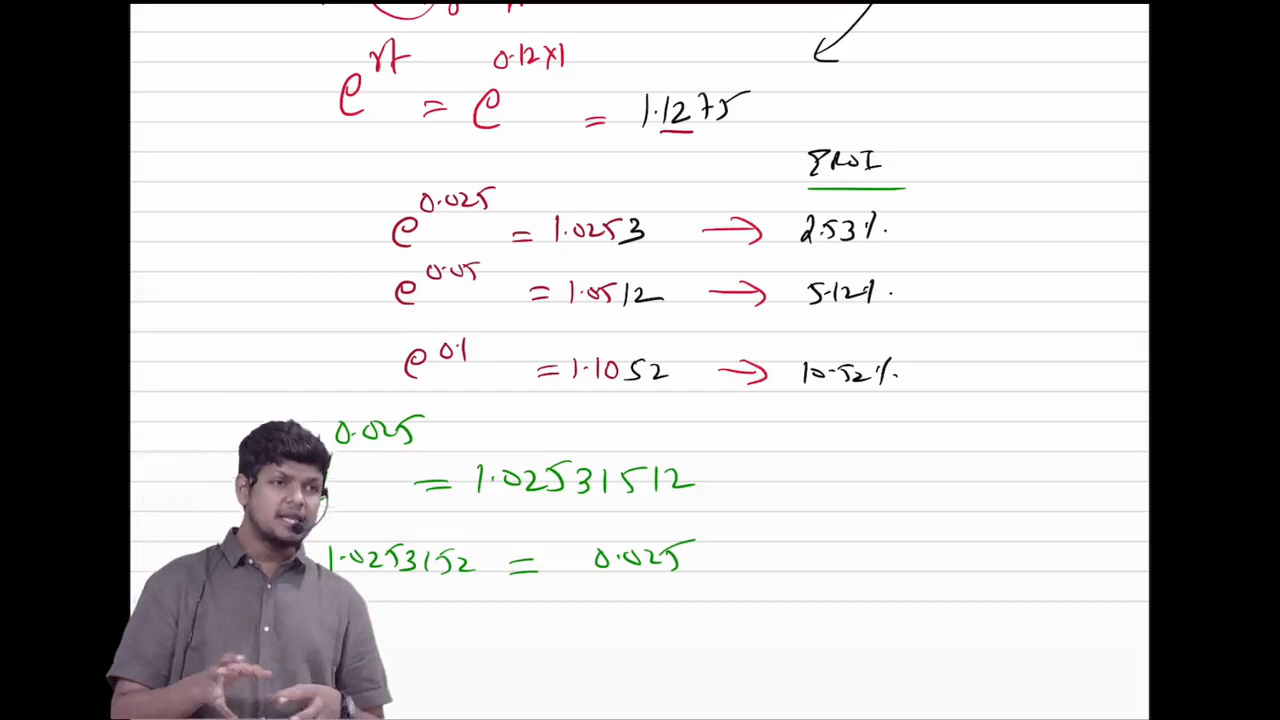 e^rt = e^0.12×1 = 1.1275
EROI
e^0.025 = 1.0253 → 2.53%.
e^0.05 = 1.0512 → 5.12%.
e^0.1 = 1.1052 → 10.52%.
0.025
= 1.02531512
1.0253152 = 0.025